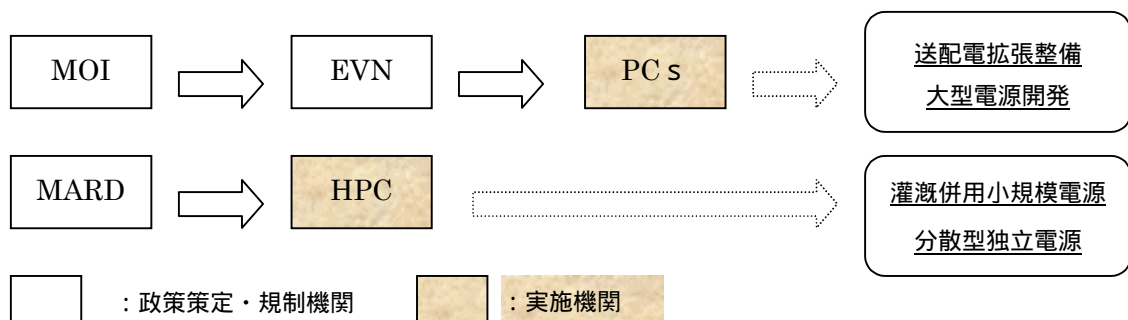 MOI
EVN
PCｓ
送配電拡張整備
大型電源開発
MARD
HPC
灌漑併用小規模電源
分散型独立電源
：政策策定・規制機関
：実施機関